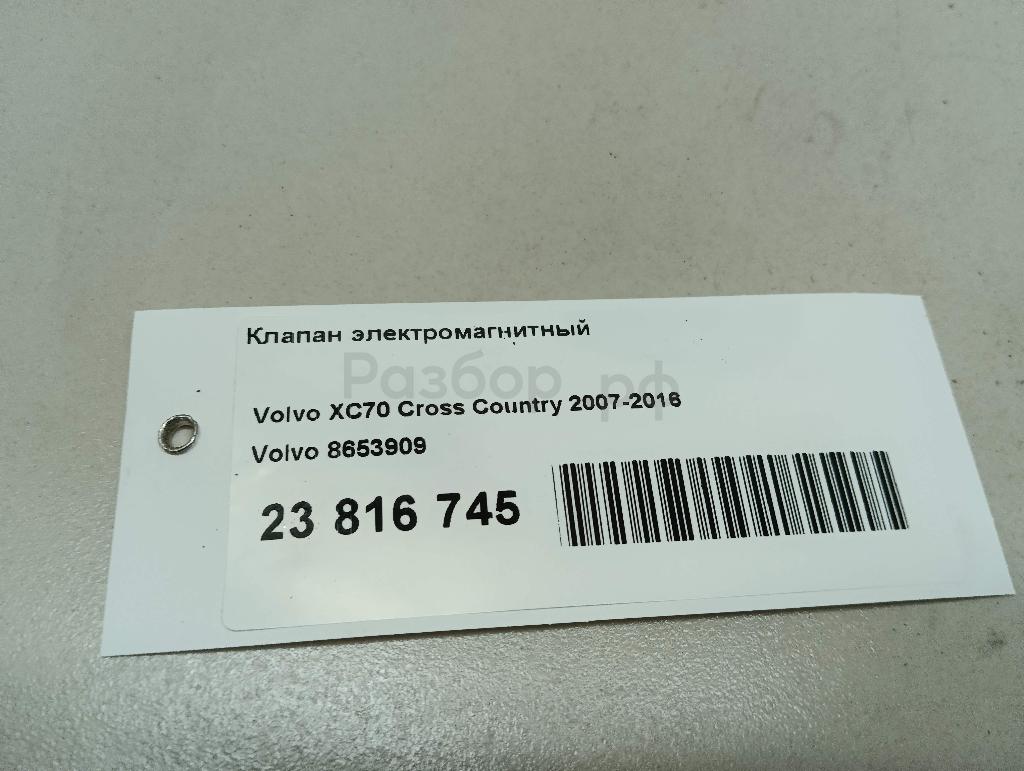 Клапан электромагнитный
Разбор.рф
Volvo XC70 Cross Country 2007-2016
Volvo 8653909
23 816 745